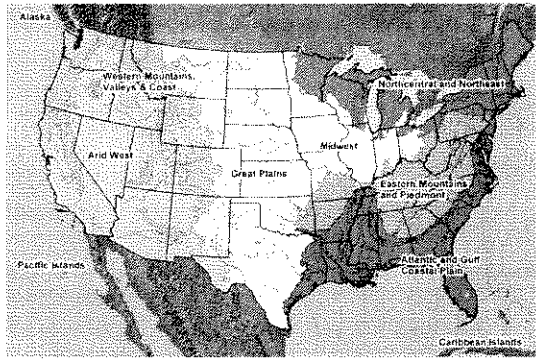 Alaska
Western Mountains,
Valleys & Coast
Northcentral and Northeast
Midwest
Arid West
Great Plains
Eastern Mountains
and Piedmont
Atlantic and Gulf
Coastal Plain
Pacific Islands
Caribbean Islands